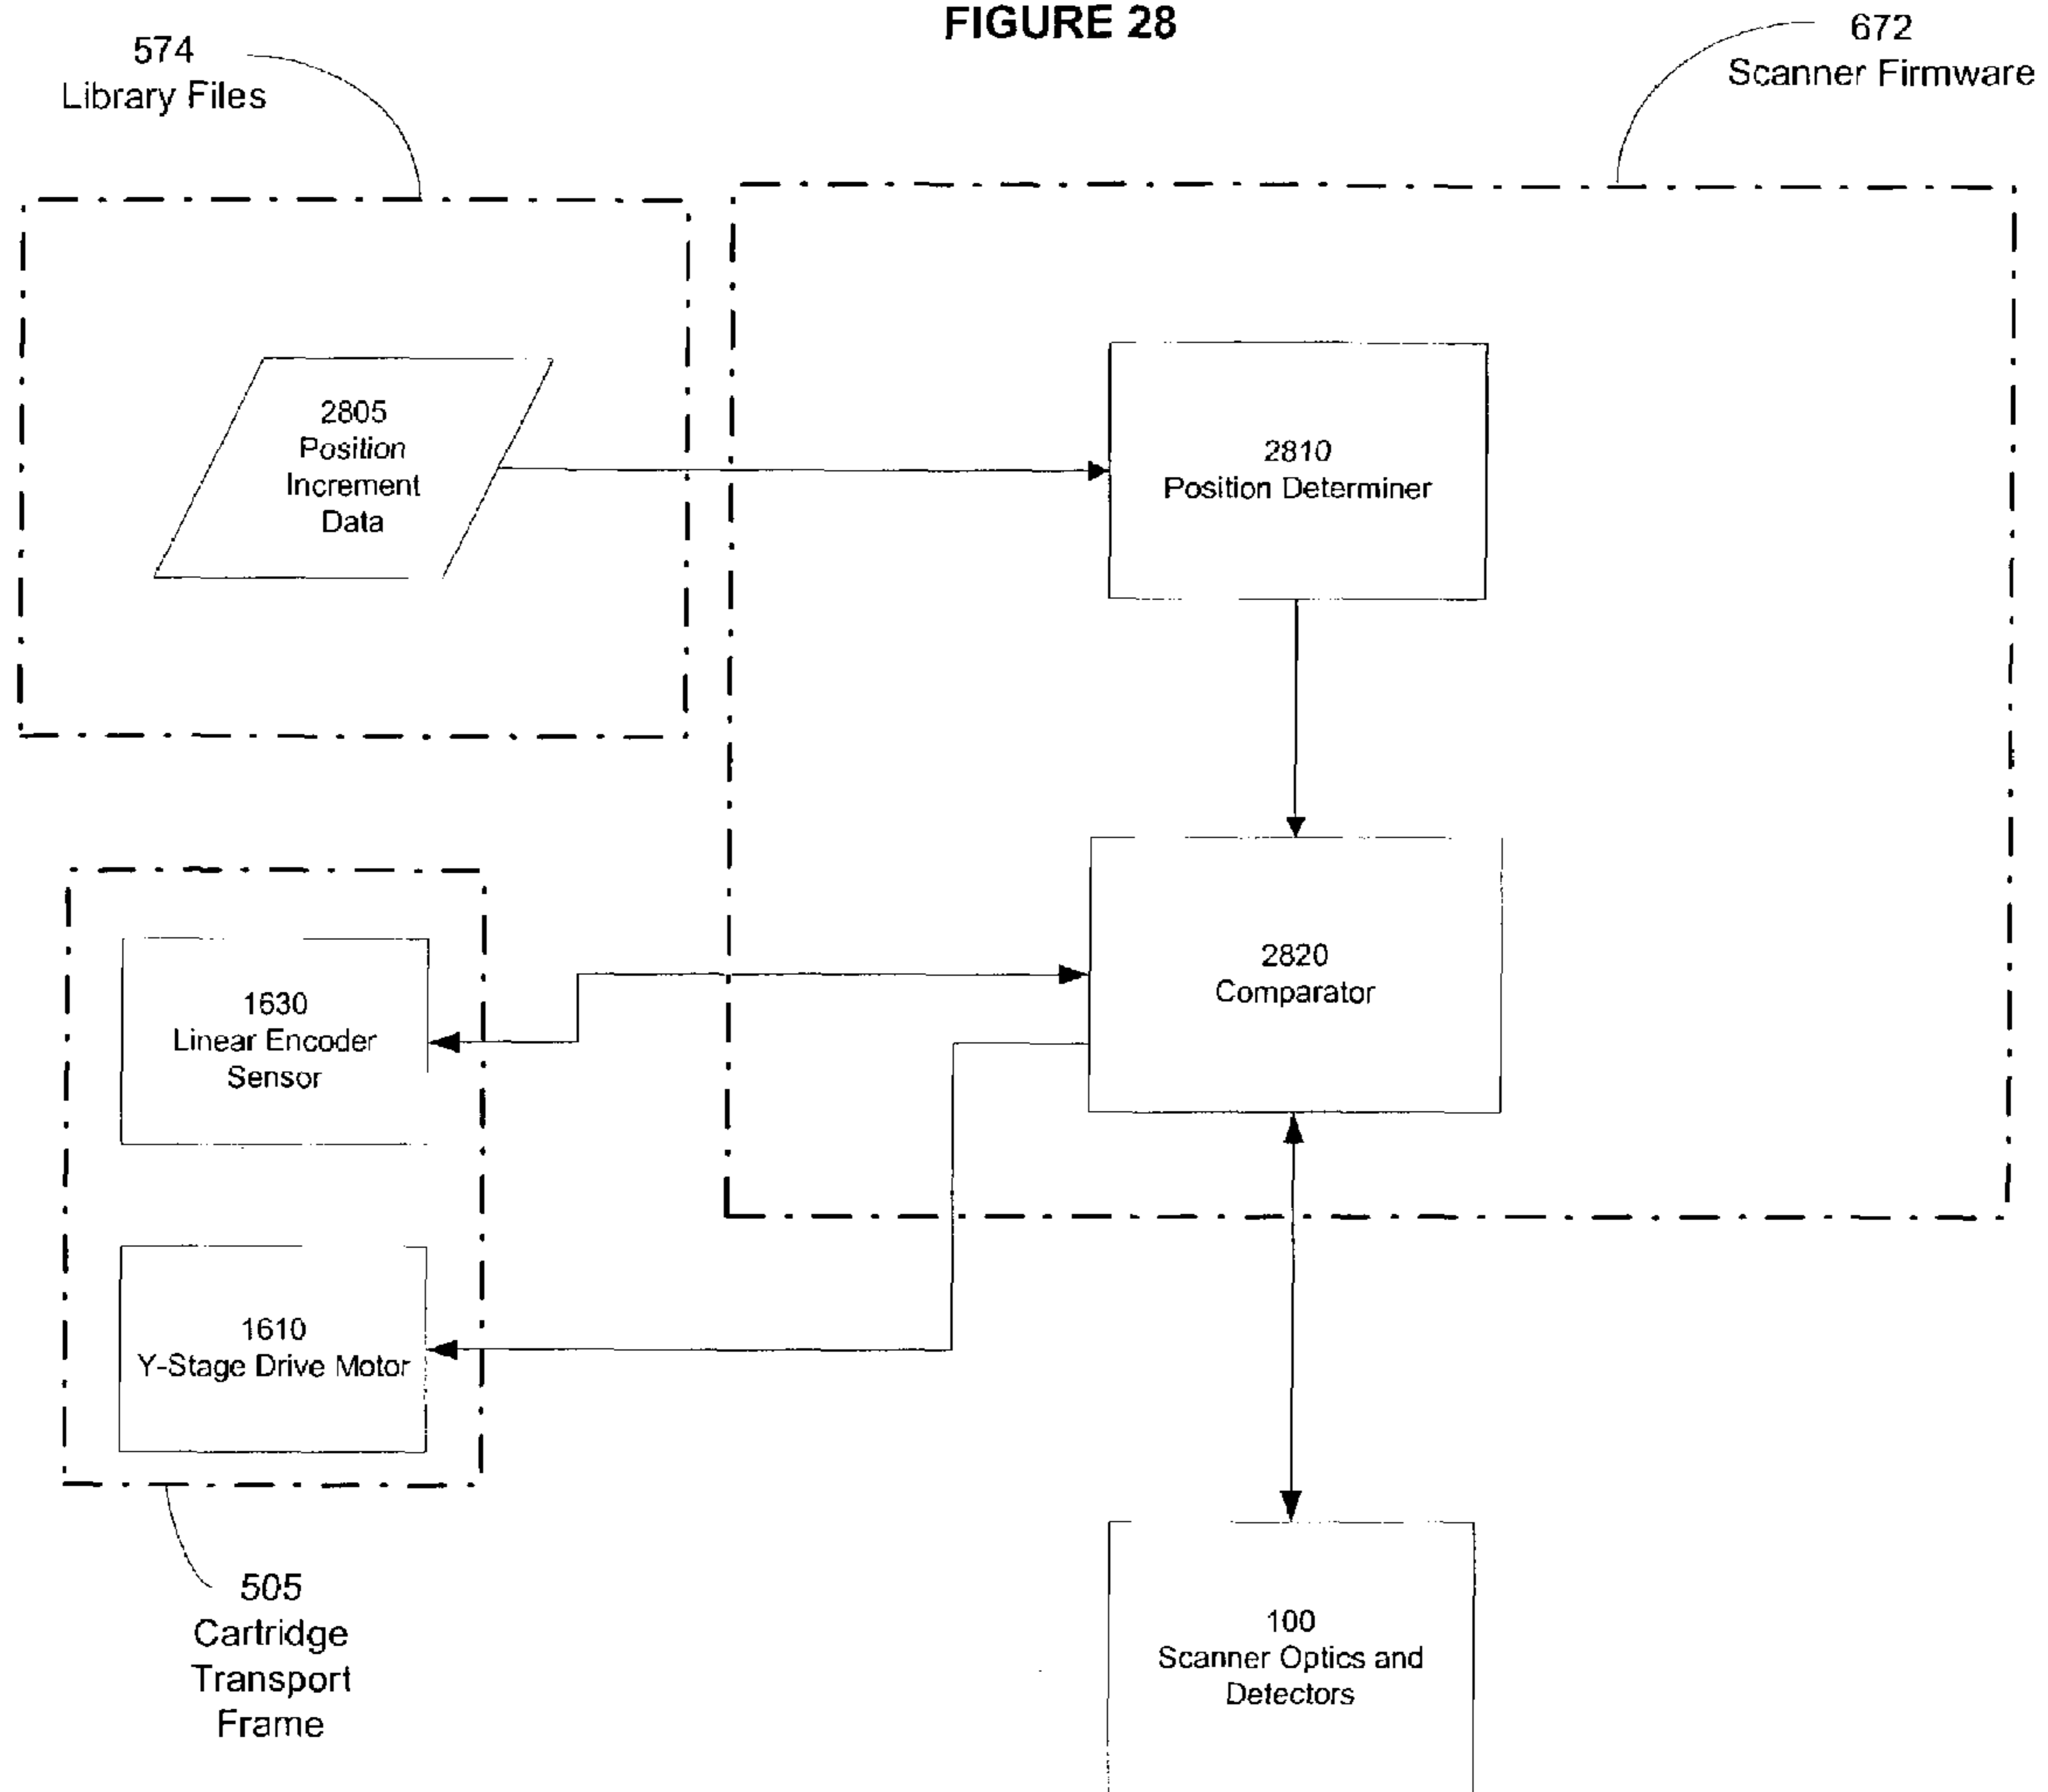 FIGURE 28
574
Library Files
672
Scanner Firmware
2805
Position
Increment
Data
2810
Position Determiner
2820
Comparator
1630
Linear Encoder
Sensor
1610
Y-Stage Drive Motor
505
Cartridge
Transport
Frame
100
Scanner Optics and
Detectors